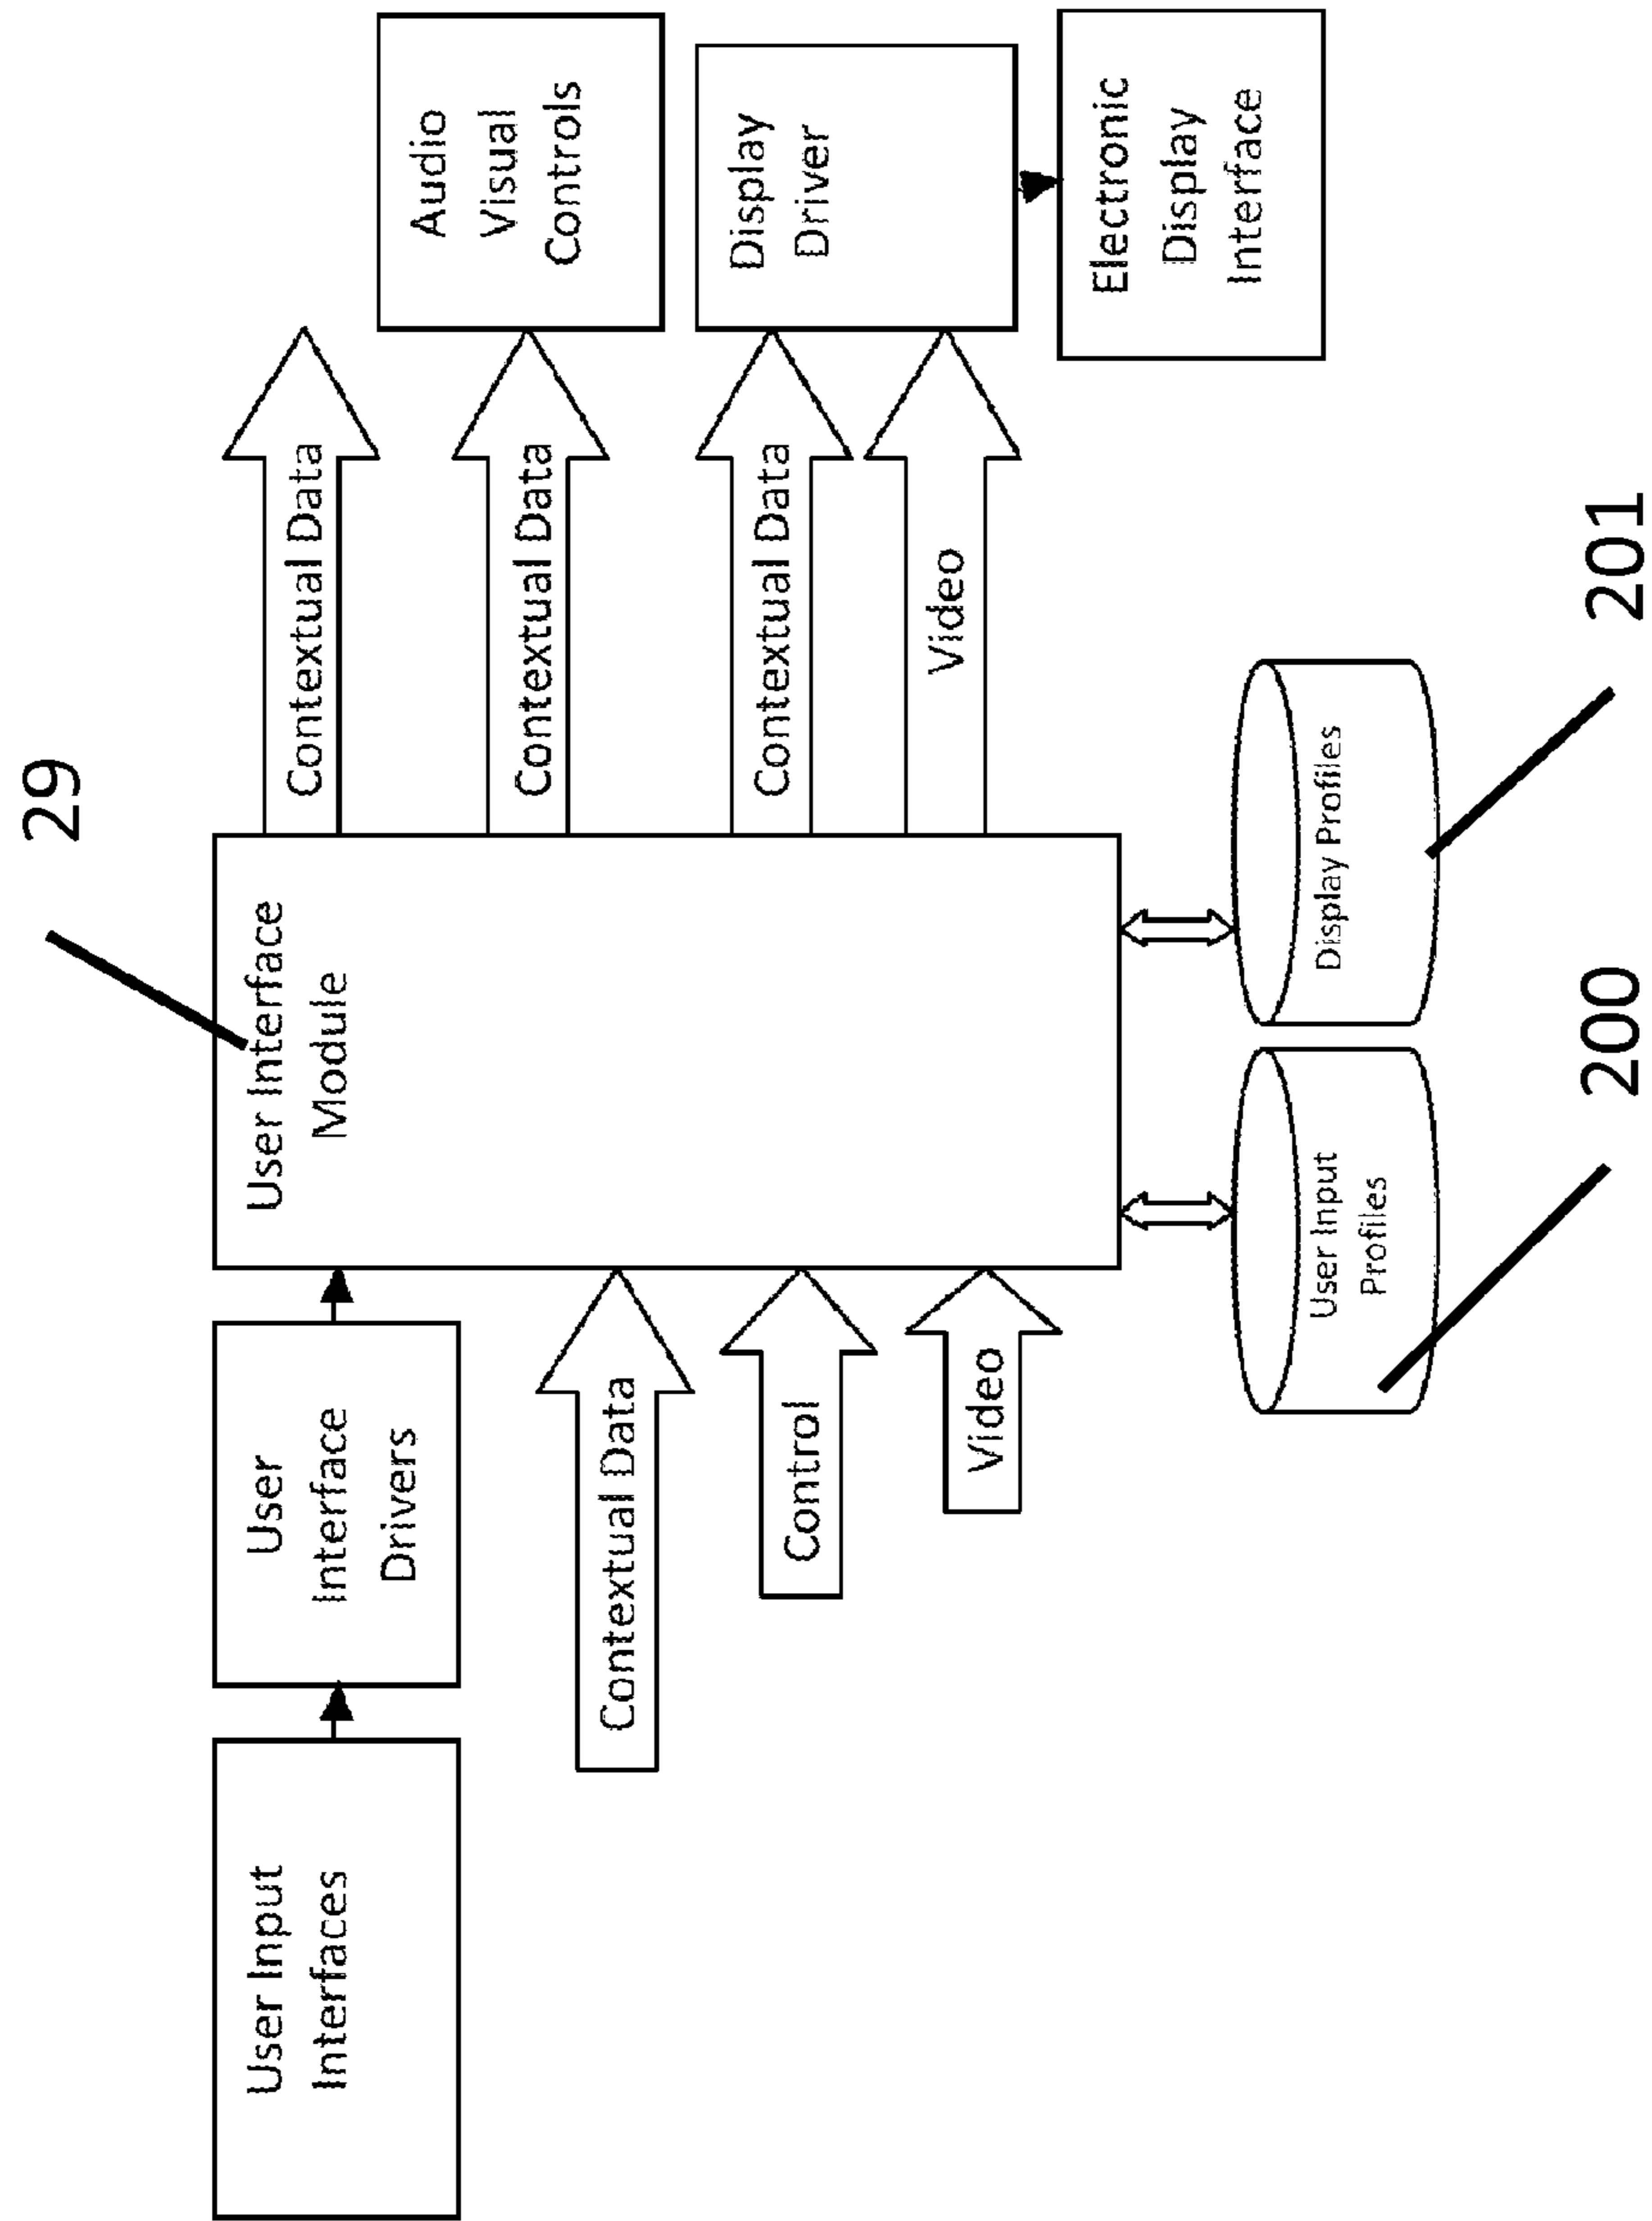 29
User Input
Interfaces
User
Interface
Drivers
User Interface
Module
Contextual Data
Control
Video
Contextual Data
Contextual Data
Contextual Data
Video
Audio
Visual
Controls
Display
Driver
Electronic
Display
Interface
User Input
Profiles
Display Profiles
200
201